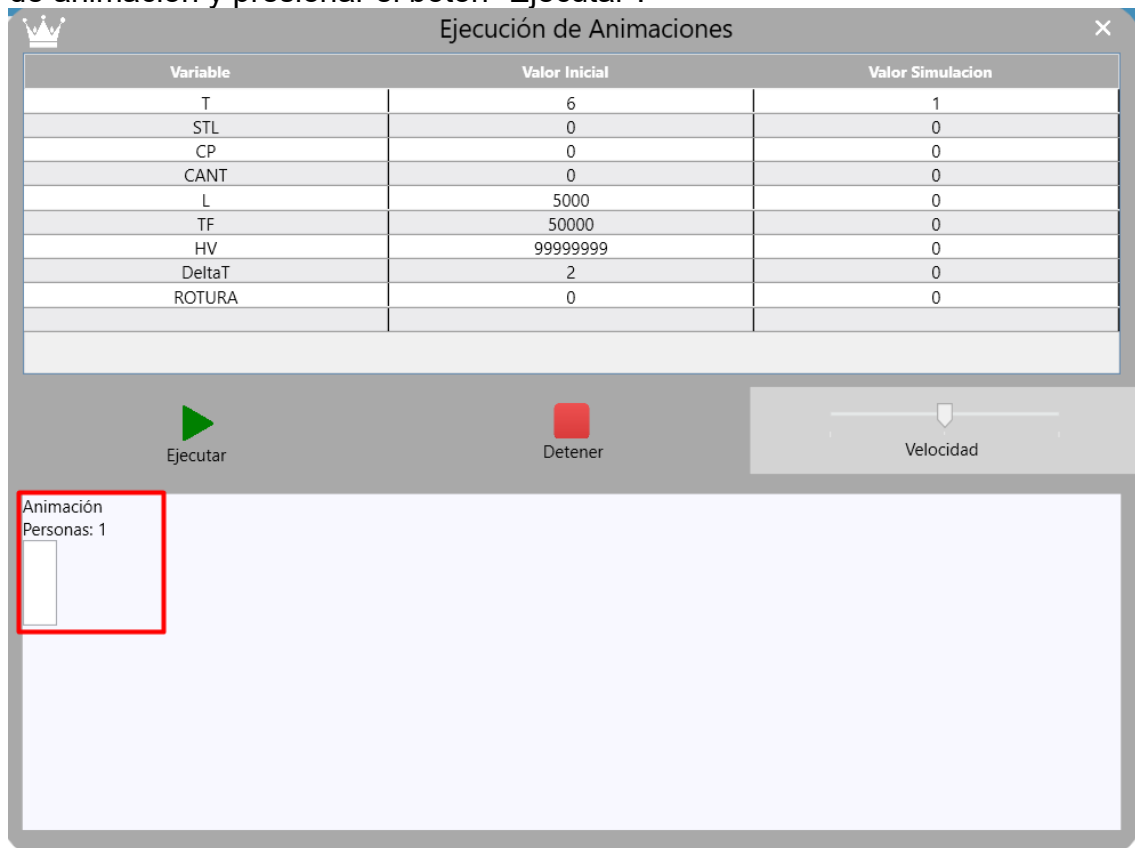 de animación y presionar el botón "Ejecutar".
Ejecución de Animaciones
Variable Valor Inicial Valor Simulacion
T 6 1
STL 0 0
CP 0 0
CANT 0 0
L 5000 0
TF 50000 0
HV 99999999 0
DeltaT 2 0
ROTURA 0 0
Ejecutar Detener Velocidad
Animación
Personas: 1